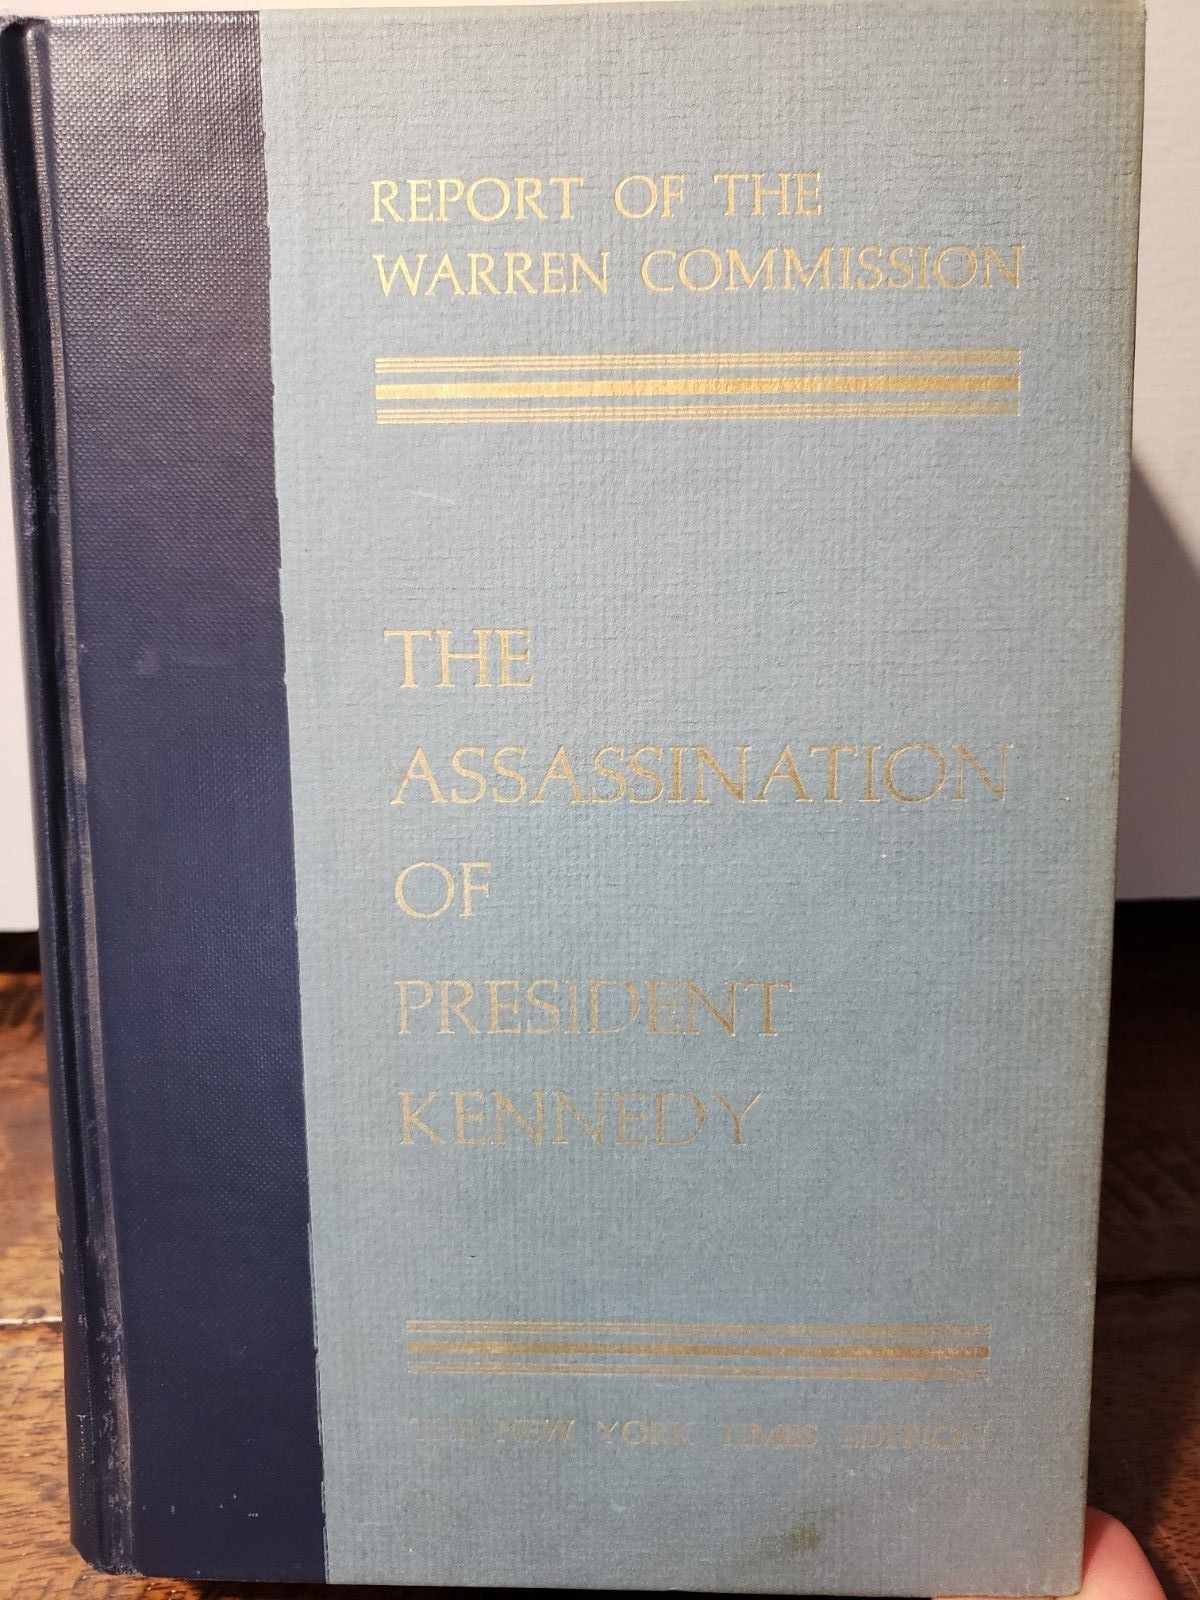 REPORT OF THE
WARREN COMMISSION
THE
ASSASSINATION
OF
PRESIDENT
KENNEDY
THE NEW YORK TIMES EDITION